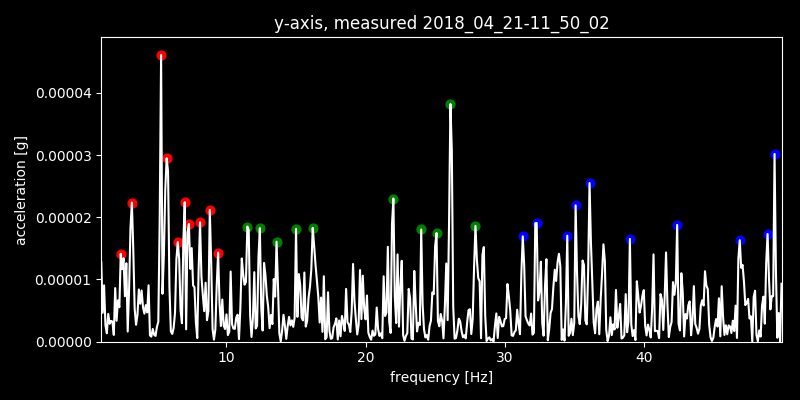 y-axis, measured 2018_04_21-11_50_02
0.00004
0.00003
0.00002
0.00001
0.00000
acceleration [g]
10 20 30 40
frequency [Hz]